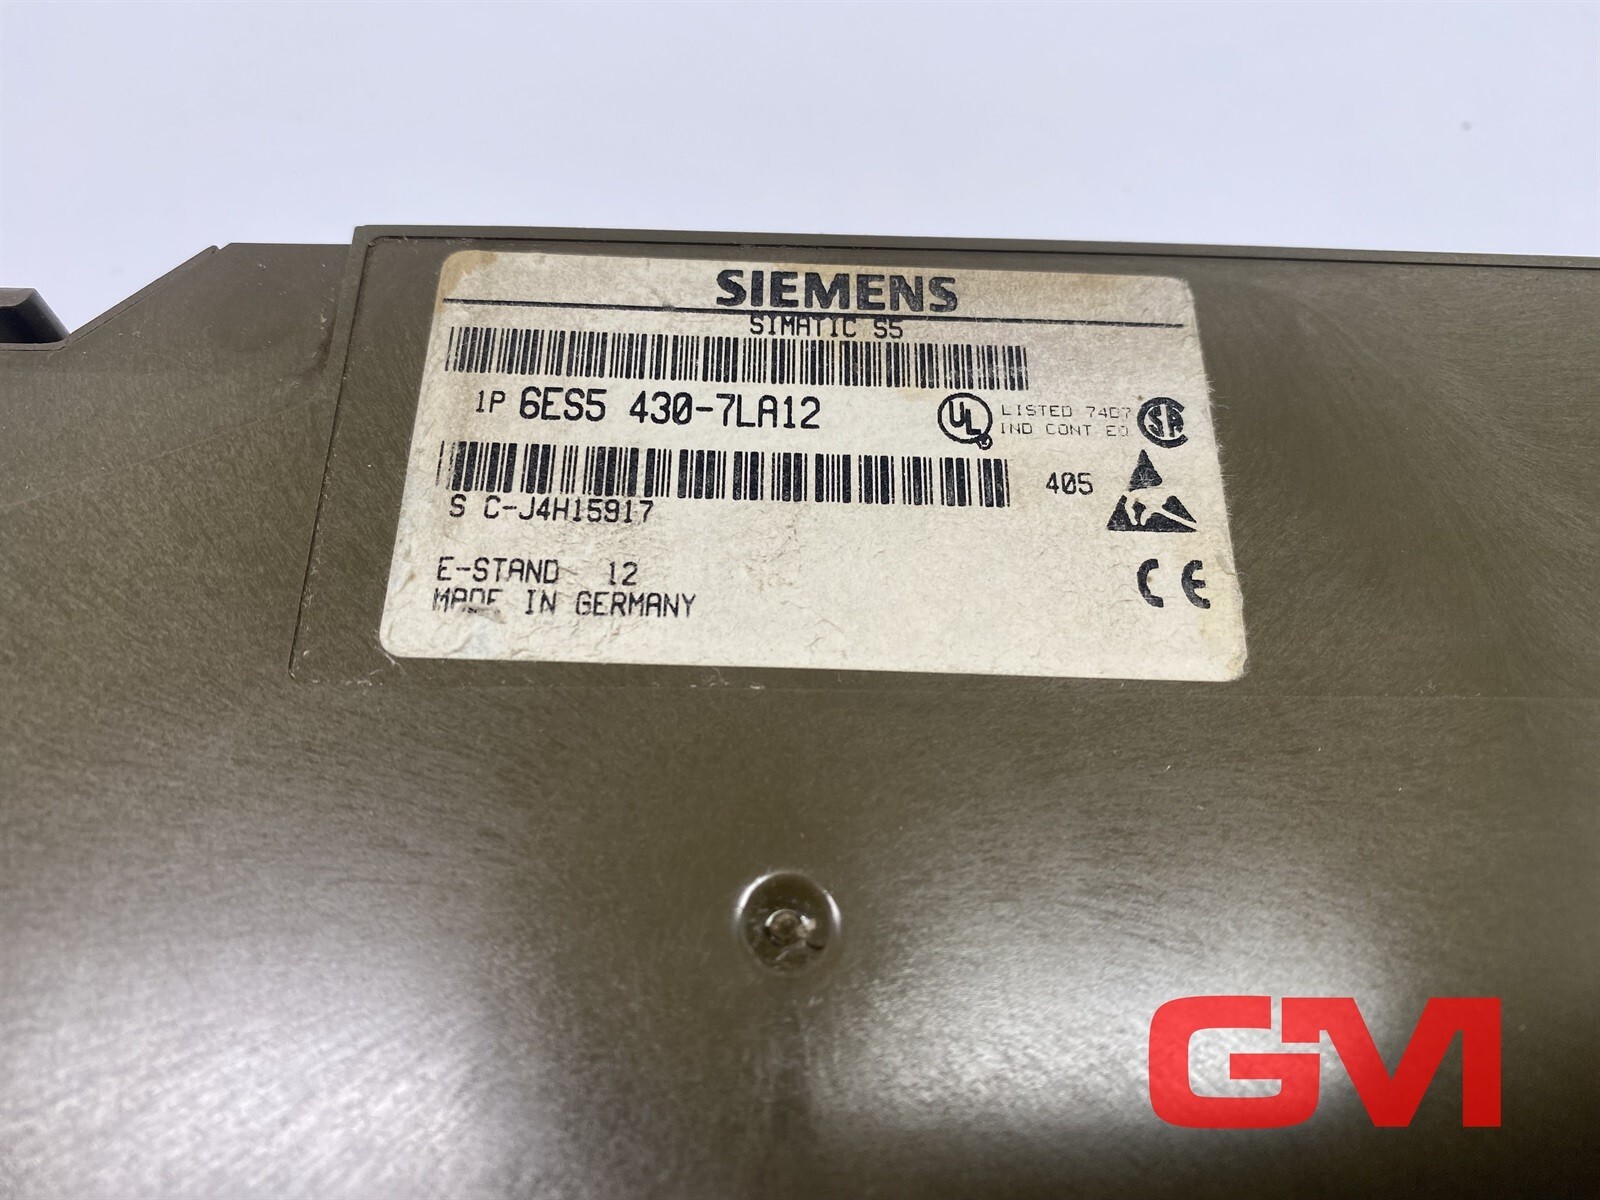 SIEMENS
SIMATIC S5
1P 6ES5 430-7LA12
LISTED 74D7
IND CONT EQ
S C-J4H15917
405
E-STAND 12
MADE IN GERMANY
CE
GM